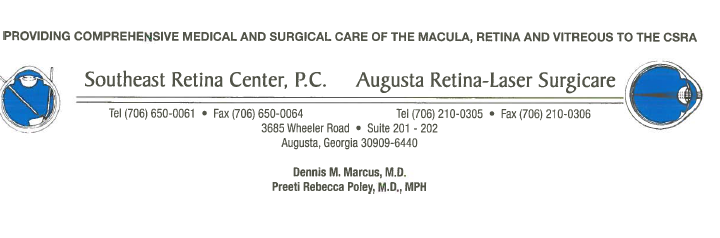 PROVIDING COMPREHENSIVE MEDICAL AND SURGICAL CARE OF THE MACULA, RETINA AND VITREOUS TO THE CSRA
Southeast Retina Center, P.C. Augusta Retina-Laser Surgicare
Tel (706) 650-0061 • Fax (706) 650-0064 Tel (706) 210-0305 • Fax (706) 210-0306
3685 Wheeler Road • Suite 201 - 202
Augusta, Georgia 30909-6440
Dennis M. Marcus, M.D.
Preeti Rebecca Poley, M.D., MPH